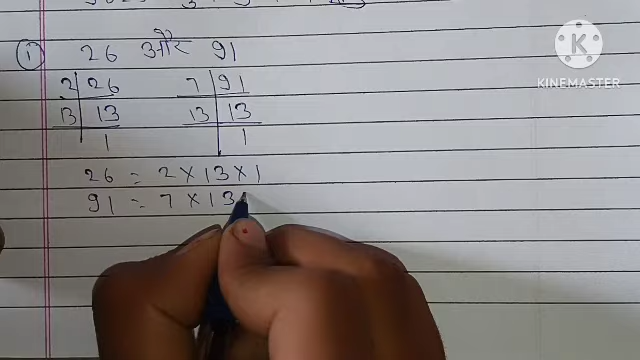 ① 26 और 91
2 26 7 91
13 13 13 13
1 1
26 = 2 × 13 × 1
91 = 7 × 13
K
KINEMASTER